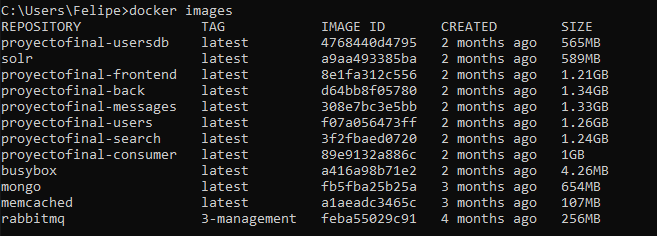 C:\Users\Felipe>docker images
REPOSITORY TAG IMAGE ID CREATED SIZE
proyectofinal-usersdb latest 4768440d4795 2 months ago 565MB
solr latest a9aa493385ba 2 months ago 589MB
proyectofinal-frontend latest 8e1fa312c556 2 months ago 1.21GB
proyectofinal-back latest d64bb8f05780 2 months ago 1.34GB
proyectofinal-messages latest 308e7bc3e5bb 2 months ago 1.33GB
proyectofinal-users latest f07a056473ff 2 months ago 1.26GB
proyectofinal-search latest 3f2fbaed0720 2 months ago 1.24GB
proyectofinal-consumer latest 89e9132a886c 2 months ago 1GB
busybox latest a416a98b71e2 2 months ago 4.26MB
mongo latest fb5fba25b25a 3 months ago 654MB
memcached latest a1aeadc3465c 3 months ago 107MB
rabbitmq 3-management feba55029c91 4 months ago 256MB